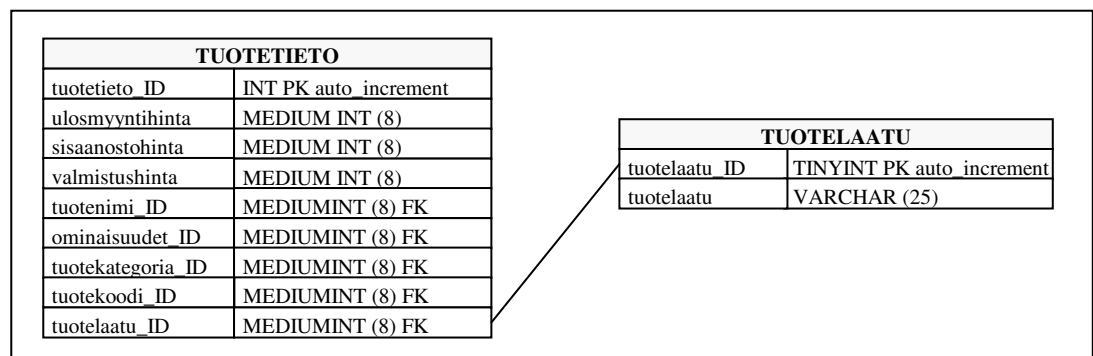 TUOTETIETO
tuotetieto_ID INT PK auto_increment
ulosmyyntihinta MEDIUM INT (8)
sisaanostohinta MEDIUM INT (8)
valmistushinta MEDIUM INT (8)
tuotenimi_ID MEDIUMINT (8) FK
ominaisuudet_ID MEDIUMINT (8) FK
tuotekategoria_ID MEDIUMINT (8) FK
tuotekoodi_ID MEDIUMINT (8) FK
tuotelaatu_ID MEDIUMINT (8) FK
TUOTELAATU
tuotelaatu_ID TINYINT PK auto_increment
tuotelaatu VARCHAR (25)